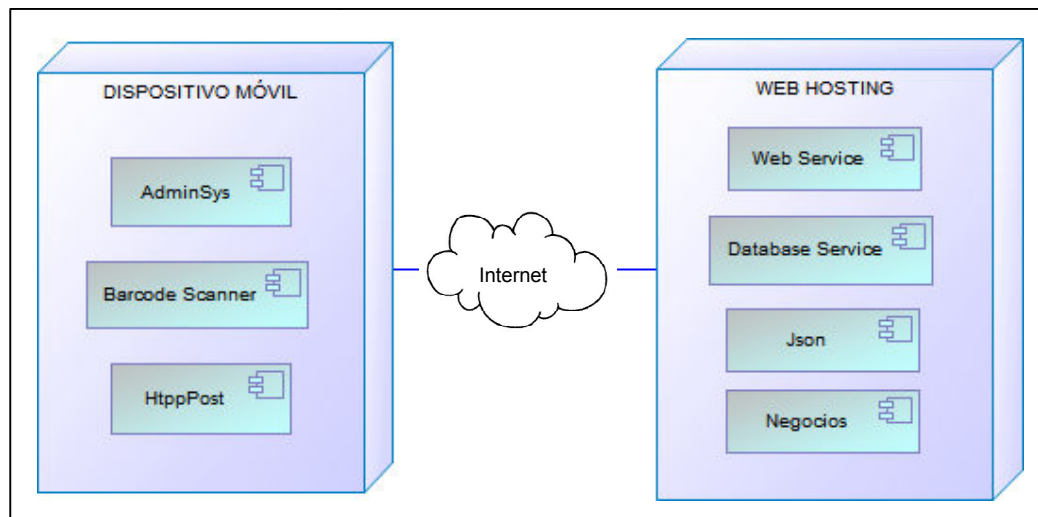 DISPOSITIVO MÓVIL
AdminSys
Barcode Scanner
HtppPost
Internet
WEB HOSTING
Web Service
Database Service
Json
Negocios